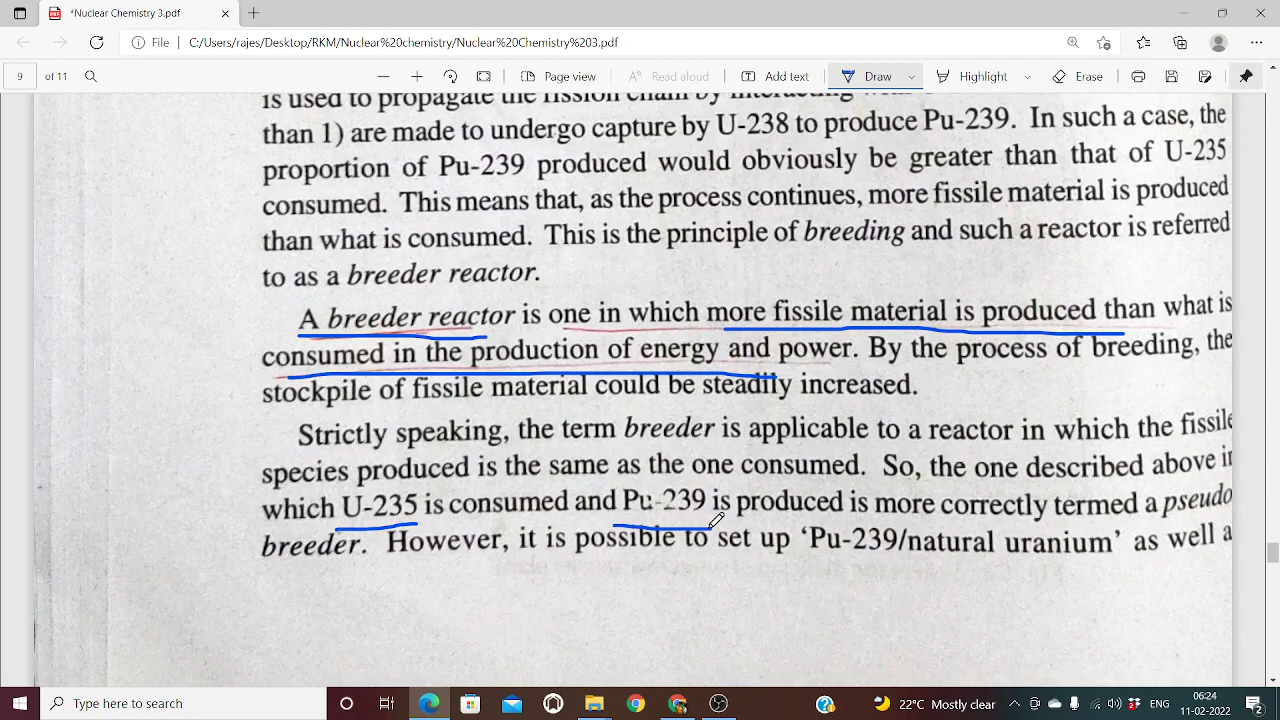 *Nuclear Chemistry 3.pdf
File
C:/Users/rajes/Desktop/RKM/Nuclear%20chemistry/Nuclear%20Chemistry%203.pdf
9 of 11
Page view
Read aloud
Add text
Draw
Highlight
Erase
is used to propagate the fission chain by interacting
than 1) are made to undergo capture by U-238 to produce Pu-239. In such a case, the
proportion of Pu-239 produced would obviously be greater than that of U-235
consumed. This means that, as the process continues, more fissile material is produced
than what is consumed. This is the principle of breeding and such a reactor is referred
to as a breeder reactor.
A breeder reactor is one in which more fissile material is produced than what is
consumed in the production of energy and power. By the process of breeding, the
stockpile of fissile material could be steadily increased.
Strictly speaking, the term breeder is applicable to a reactor in which the fissile
species produced is the same as the one consumed. So, the one described above in
which U-235 is consumed and Pu-239 is produced is more correctly termed a pseudo
breeder. However, it is possible to set up ‘Pu-239/natural uranium’ as well a
Type here to search
22°C Mostly clear
ENG
06:24
11-02-2022